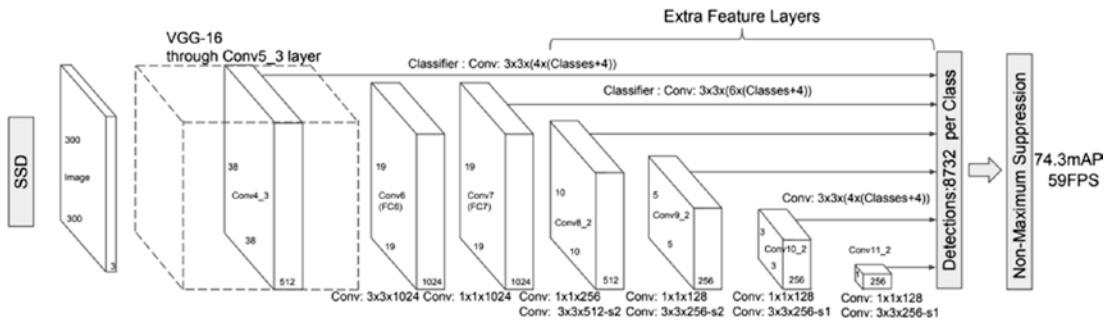 Extra Feature Layers
VGG-16
through Conv5_3 layer
Classifier : Conv: 3x3x(4x(Classes+4))
Classifier : Conv: 3x3x(6x(Classes+4))
SSD
300
Image
300
3
38
Conv4_3
38
512
19
Conv6
(FC6)
19
1024
19
Conv7
(FC7)
19
1024
10
Conv8_2
10
512
5
Conv9_2
5
256
Conv: 3x3x(4x(Classes+4))
3
Conv10_2
3
256
Conv11_2
1
256
Detections:8732 per Class
Non-Maximum Suppression
74.3mAP
59FPS
Conv: 3x3x1024
Conv: 1x1x1024
Conv: 1x1x256
Conv: 3x3x512-s2
Conv: 1x1x128
Conv: 3x3x256-s2
Conv: 1x1x128
Conv: 3x3x256-s1
Conv: 1x1x128
Conv: 3x3x256-s1